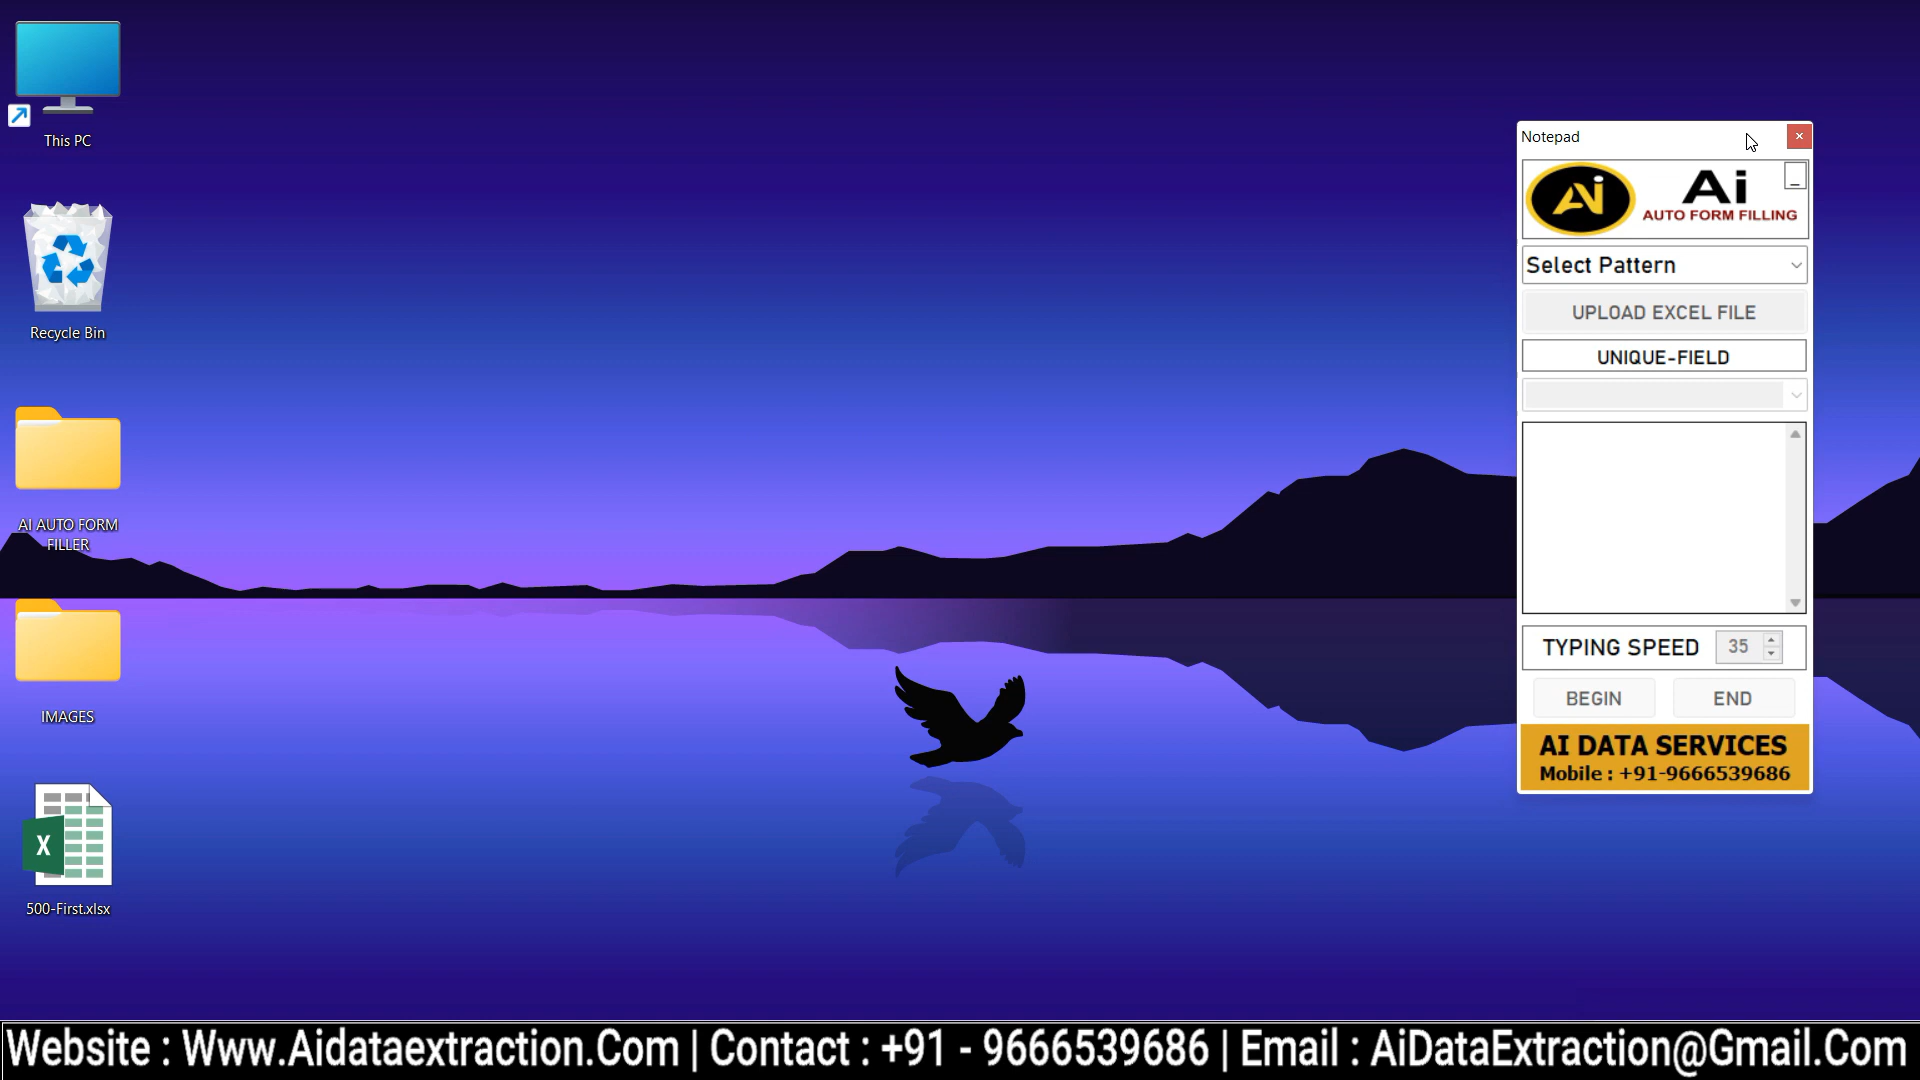 This PC
Recycle Bin
AI AUTO FORM
FILLER
IMAGES
X
500-First.xlsx
Notepad
Ai
Ai
AUTO FORM FILLING
Select Pattern
UPLOAD EXCEL FILE
UNIQUE-FIELD
TYPING SPEED 35
BEGIN END
AI DATA SERVICES
Mobile : +91-9666539686
Website : Www.Aidataextraction.Com | Contact : +91 - 9666539686 | Email : AiDataExtraction@Gmail.Com